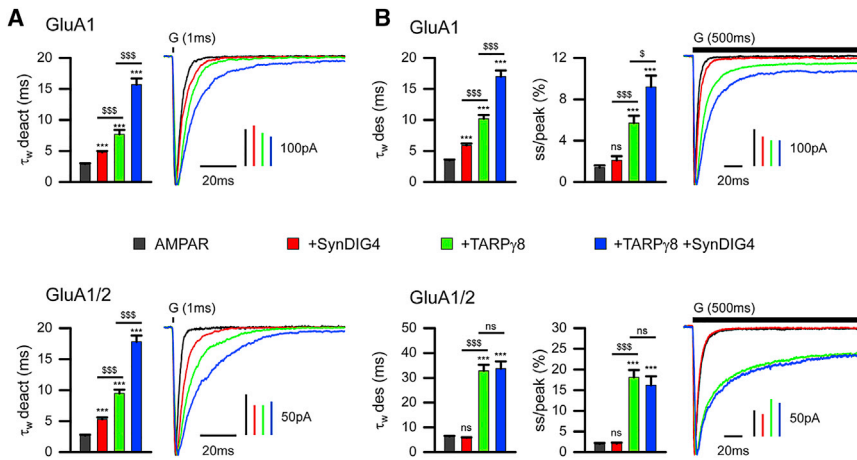 A
B
GluA1
G (1ms)
τw deact (ms)
20
15
10
5
0
***
$$$
***
$$$
***
100pA
20ms
GluA1
τw des (ms)
20
15
10
5
0
***
$$$
***
$$$
***
ss/peak (%)
12
8
4
0
ns
$$$
***
$
***
G (500ms)
100pA
20ms
AMPAR
+SynDIG4
+TARPγ8
+TARPγ8 +SynDIG4
GluA1/2
G (1ms)
τw deact (ms)
20
15
10
5
0
***
$$$
***
$$$
***
50pA
20ms
GluA1/2
τw des (ms)
50
40
30
20
10
0
ns
$$$
***
ns
***
ss/peak (%)
30
25
20
15
10
5
0
ns
$$$
***
ns
***
G (500ms)
50pA
20ms